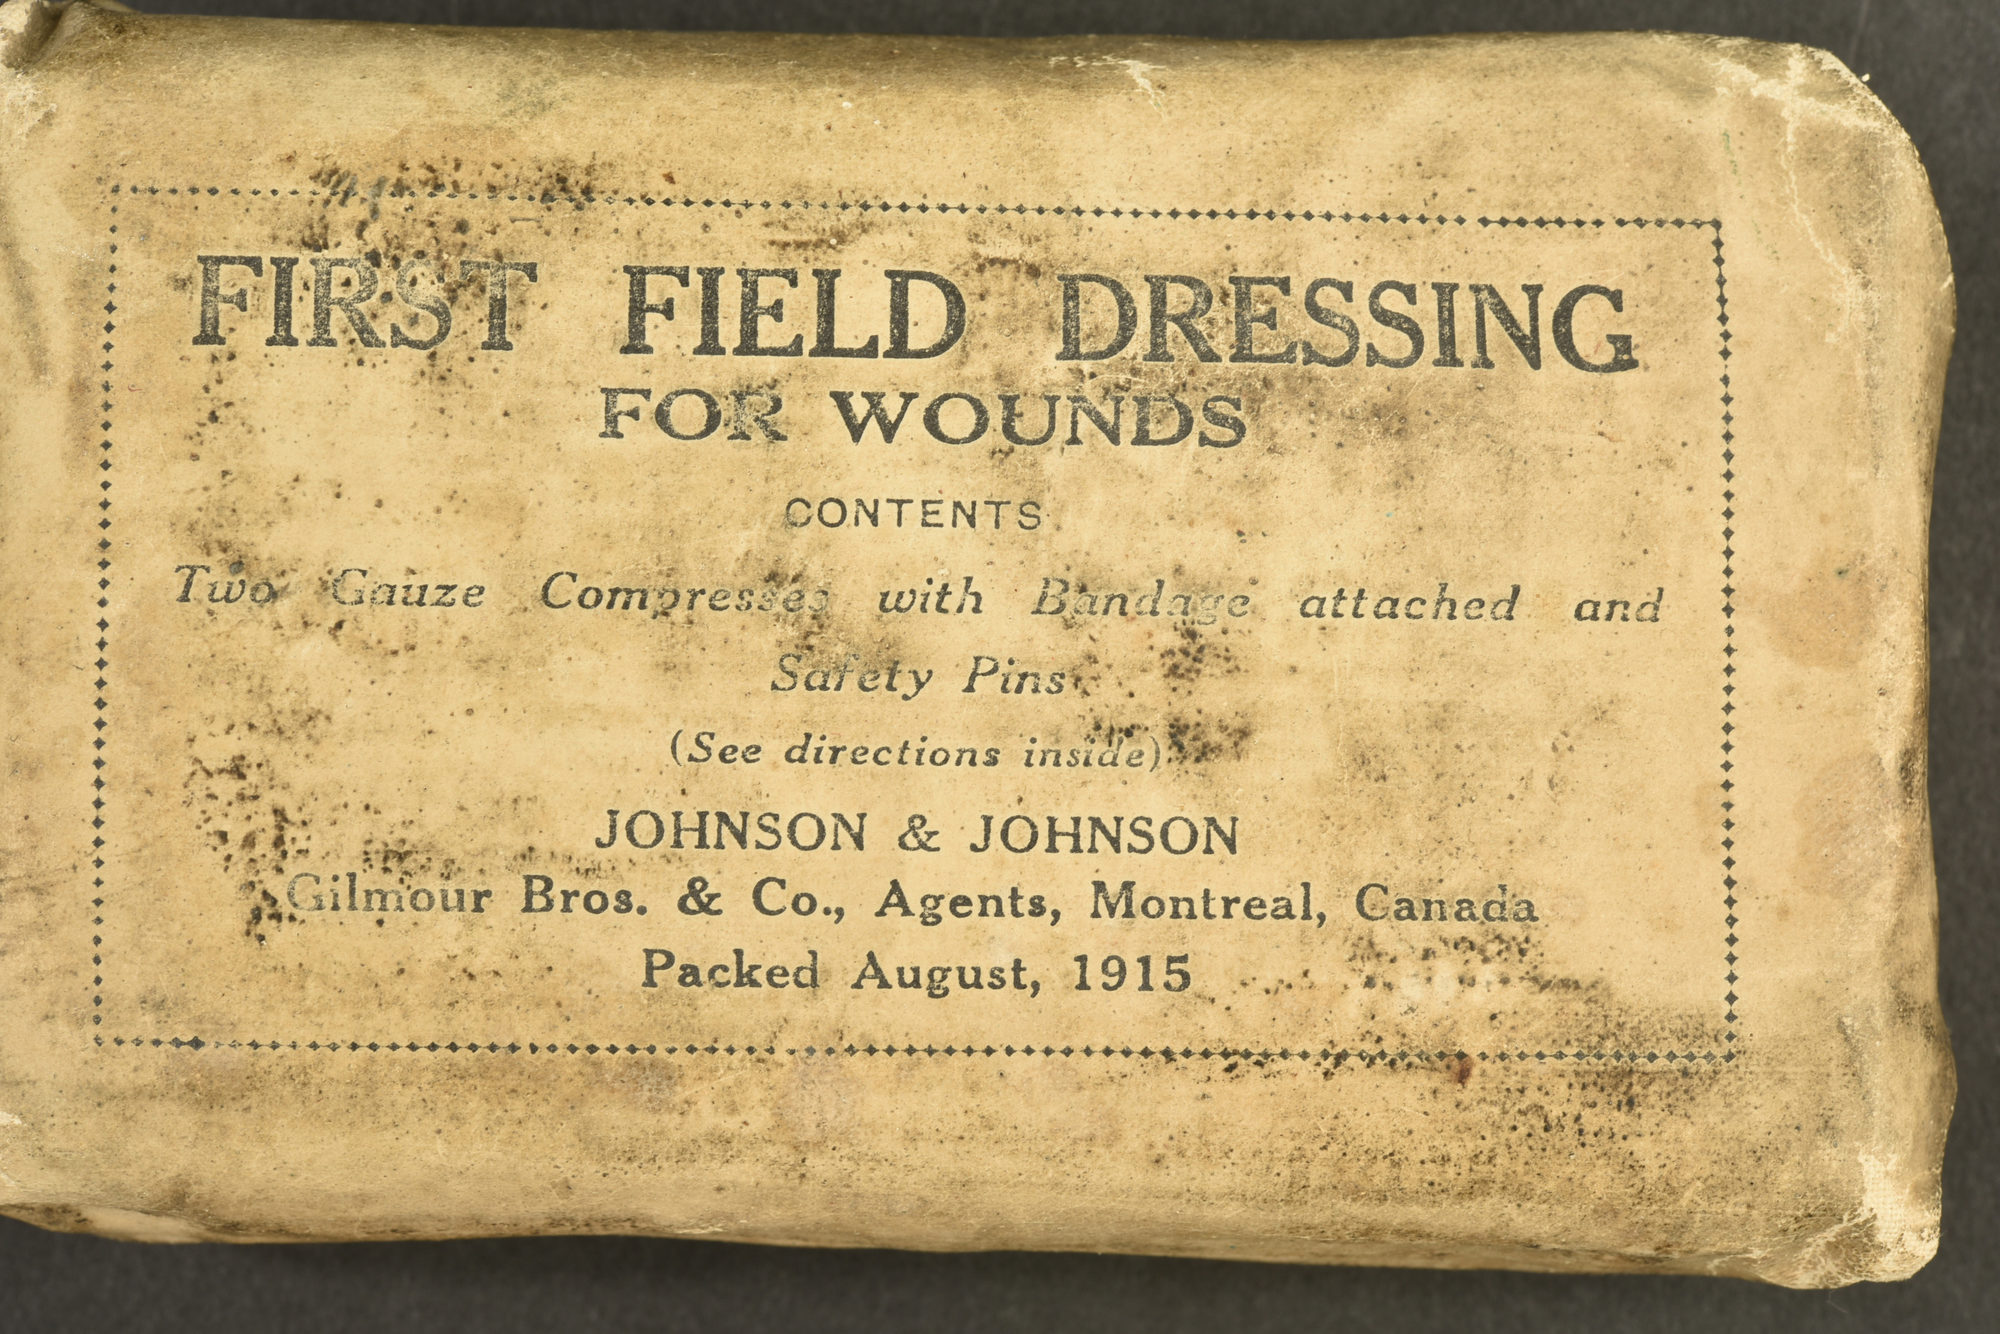 FIRST FIELD DRESSING
FOR WOUNDS
CONTENTS
Two Gauze Compresses with Bandage attached and
Safety Pins
(See directions inside)
JOHNSON & JOHNSON
Gilmour Bros. & Co., Agents, Montreal, Canada
Packed August, 1915